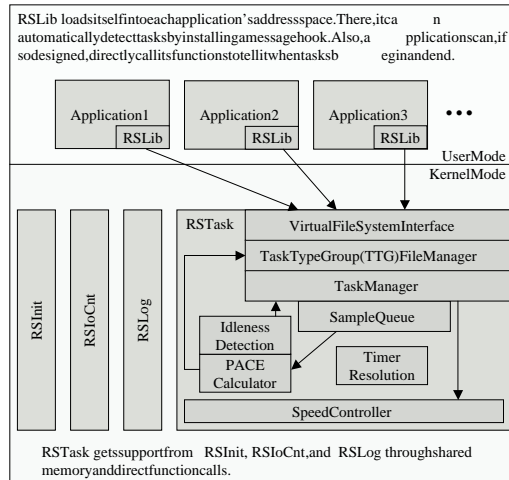 RSLib loadsitselfintoeachapplication'saddressspace.There,itca n
automaticallydetecttasksbyinstallingamessagehook.Also,a pplicationscan,if
sodesigned,directlycallitsfunctionstotellitwhentasksb eginandend.
Application1
RSLib
Application2
RSLib
Application3
RSLib
•••
UserMode
KernelMode
RSInit
RSIoCnt
RSLog
RSTask
VirtualFileSystemInterface
TaskTypeGroup(TTG)FileManager
TaskManager
SampleQueue
Idleness
Detection
PACE
Calculator
Timer
Resolution
SpeedController
RSTask getssupportfrom RSInit, RSIoCnt,and RSLog throughshared
memoryanddirectfunctioncalls.